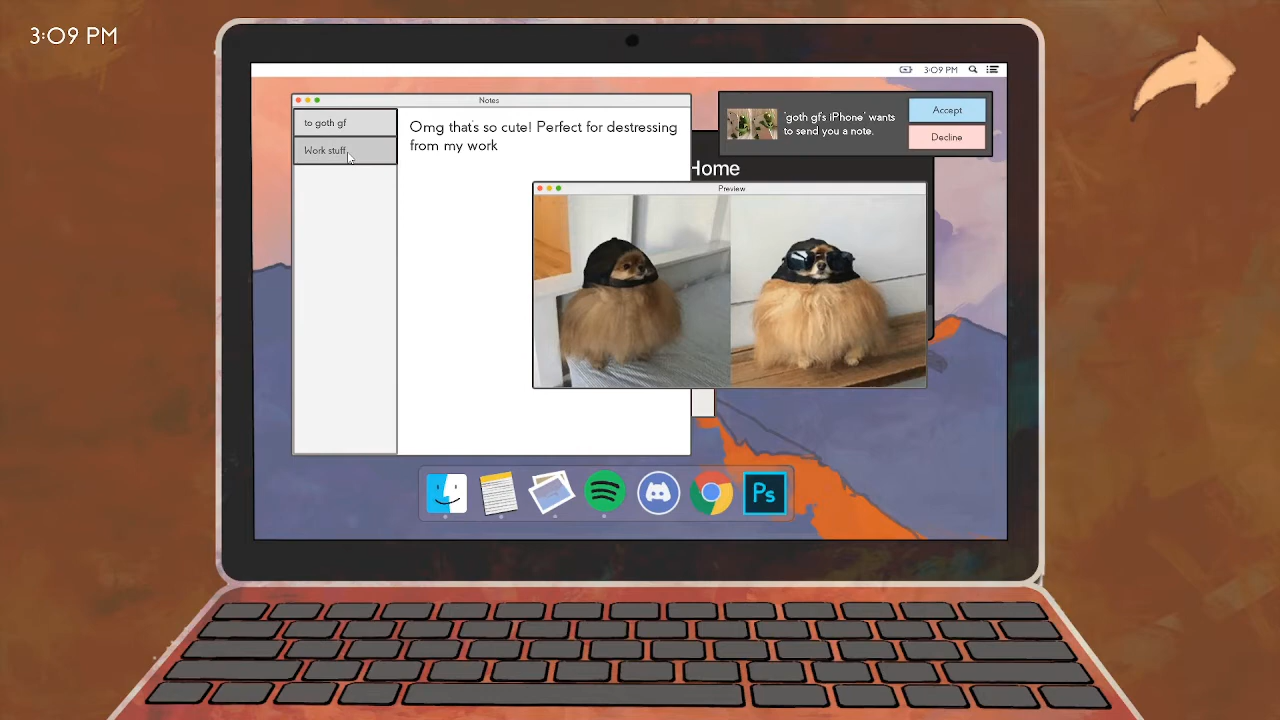 3:09 PM
3:09 PM
Notes
to goth gf
Work stuff
Omg that's so cute! Perfect for destressing
from my work
"goth gf's iPhone" wants
to send you a note.
Accept
Decline
Home
Preview
Ps